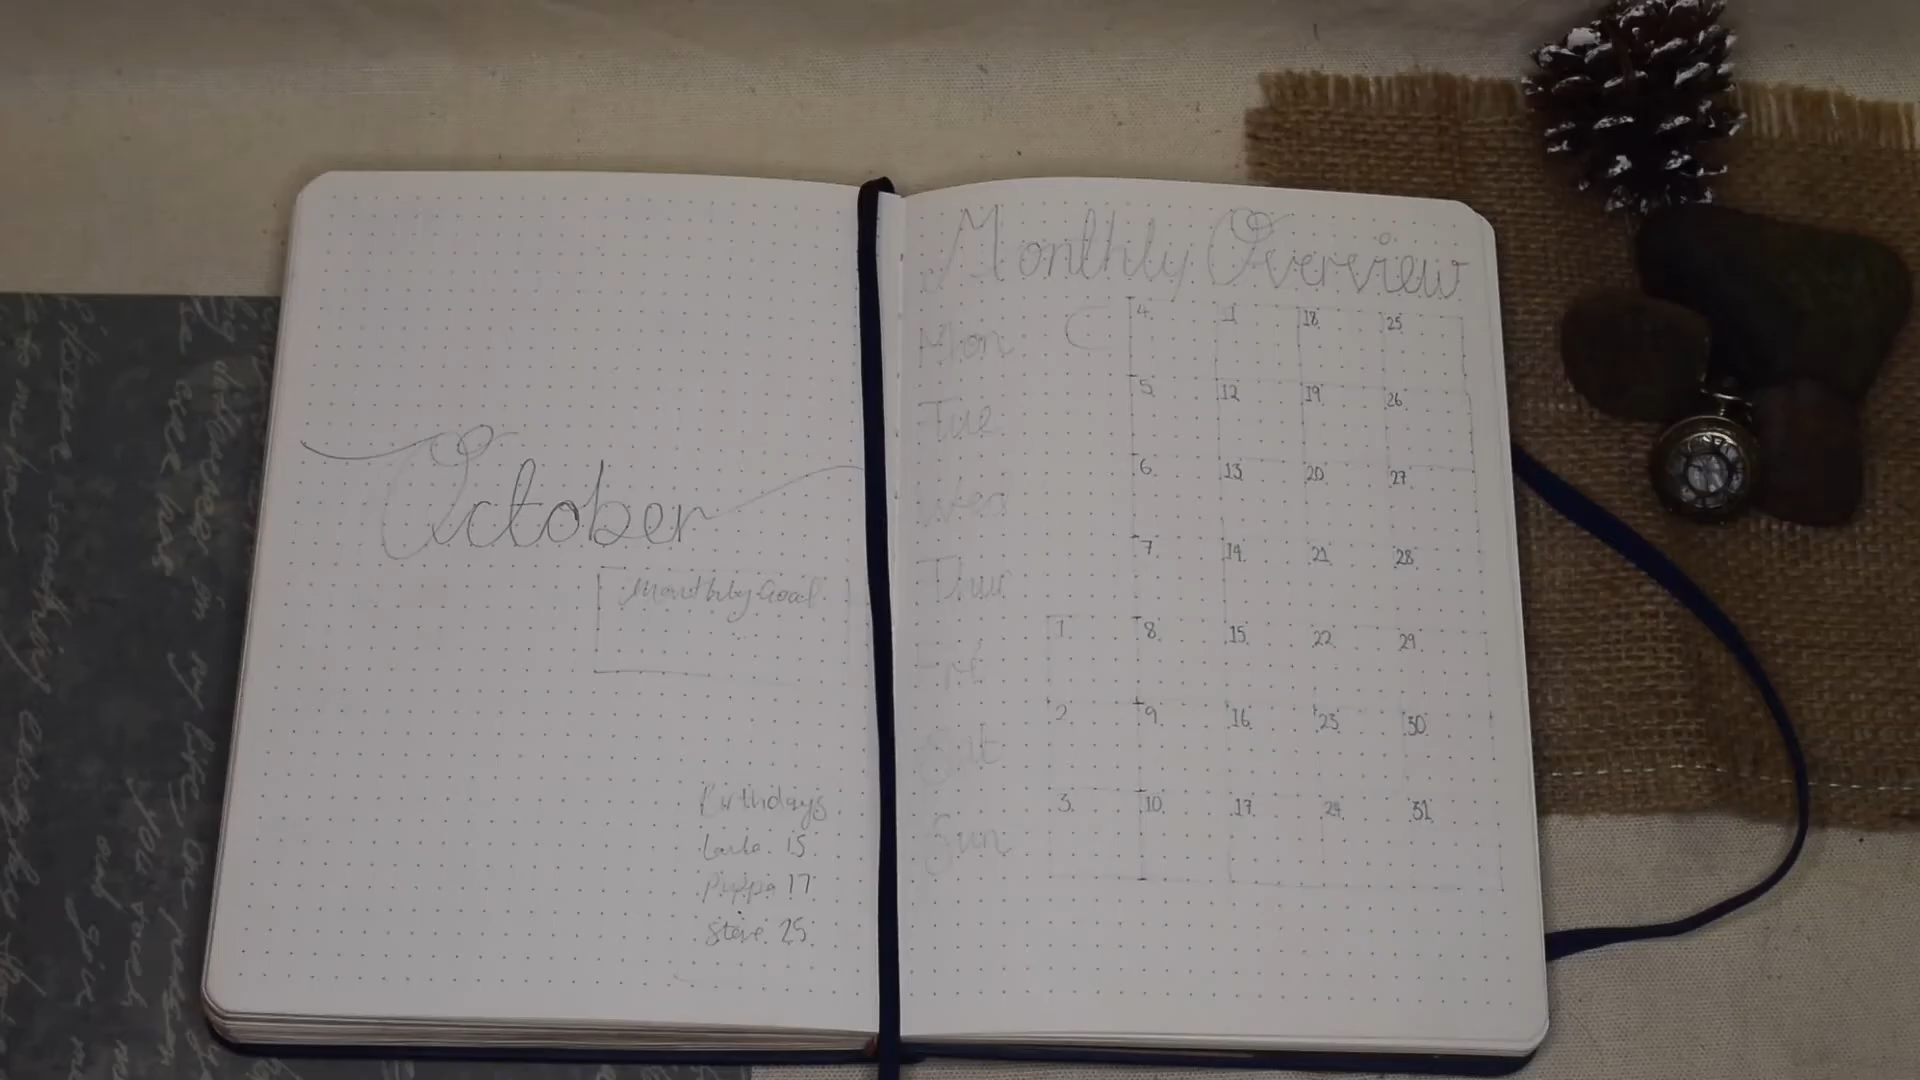 October
Monthly Goal
Birthdays
15
Pippa 17
Steve 25
Monthly Overview
Mon 4 11 18 25
Tue 5 12 19 26
Wed 6 13 20 27
Thur 7 14 21 28
Fri 1 8 15 22 29
Sat 2 9 16 23 30
Sun 3 10 17 24 31